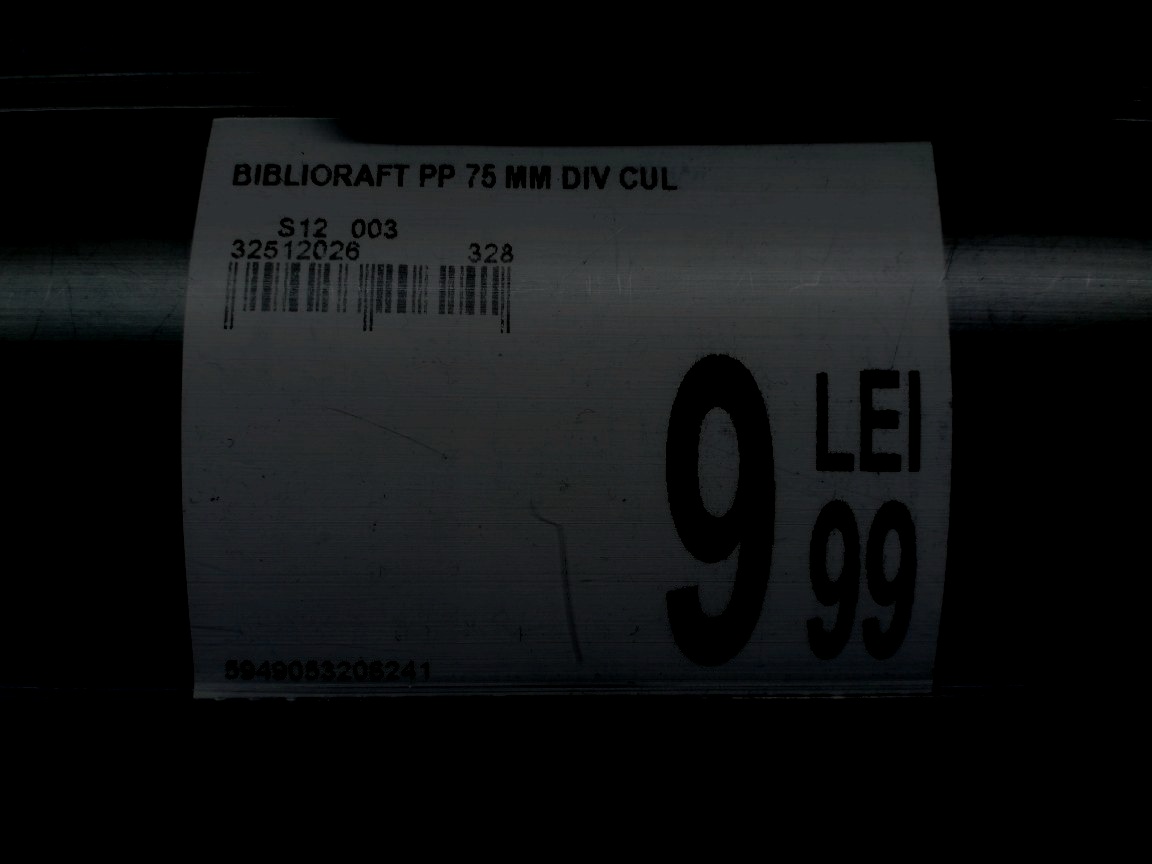 BIBLIORAFT PP 75 MM DIV CUL
S12 003
32512026 328
9 LEI
99
5949053206241